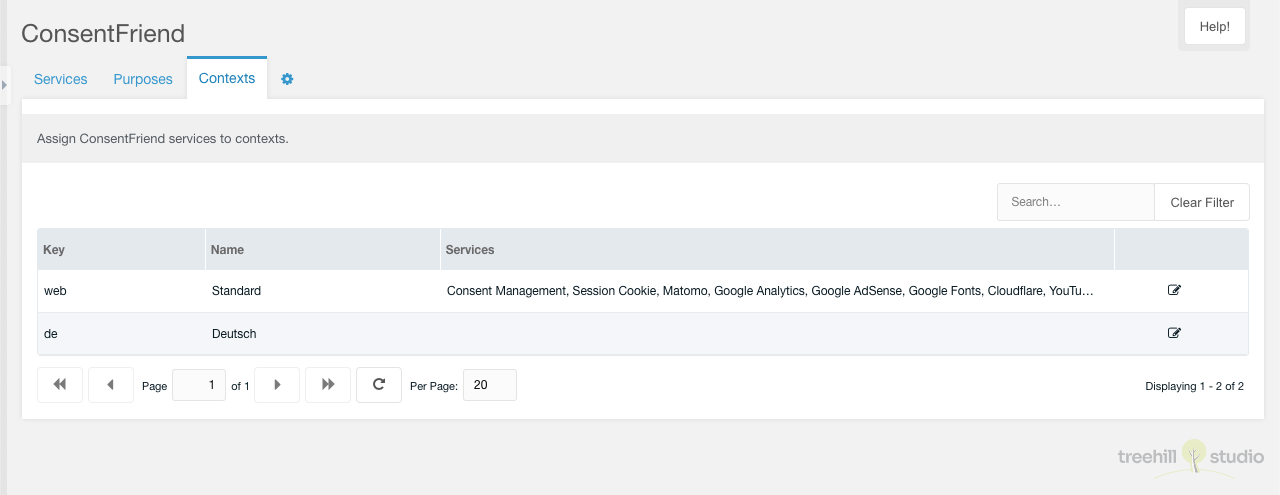 ConsentFriend
Help!
Services Purposes Contexts
Assign ConsentFriend services to contexts.
Search... Clear Filter
Key Name Services
web Standard Consent Management, Session Cookie, Matomo, Google Analytics, Google AdSense, Google Fonts, Cloudflare, YouTu...
de Deutsch
Page 1 of 1 Per Page: 20 Displaying 1 - 2 of 2
treehill studio